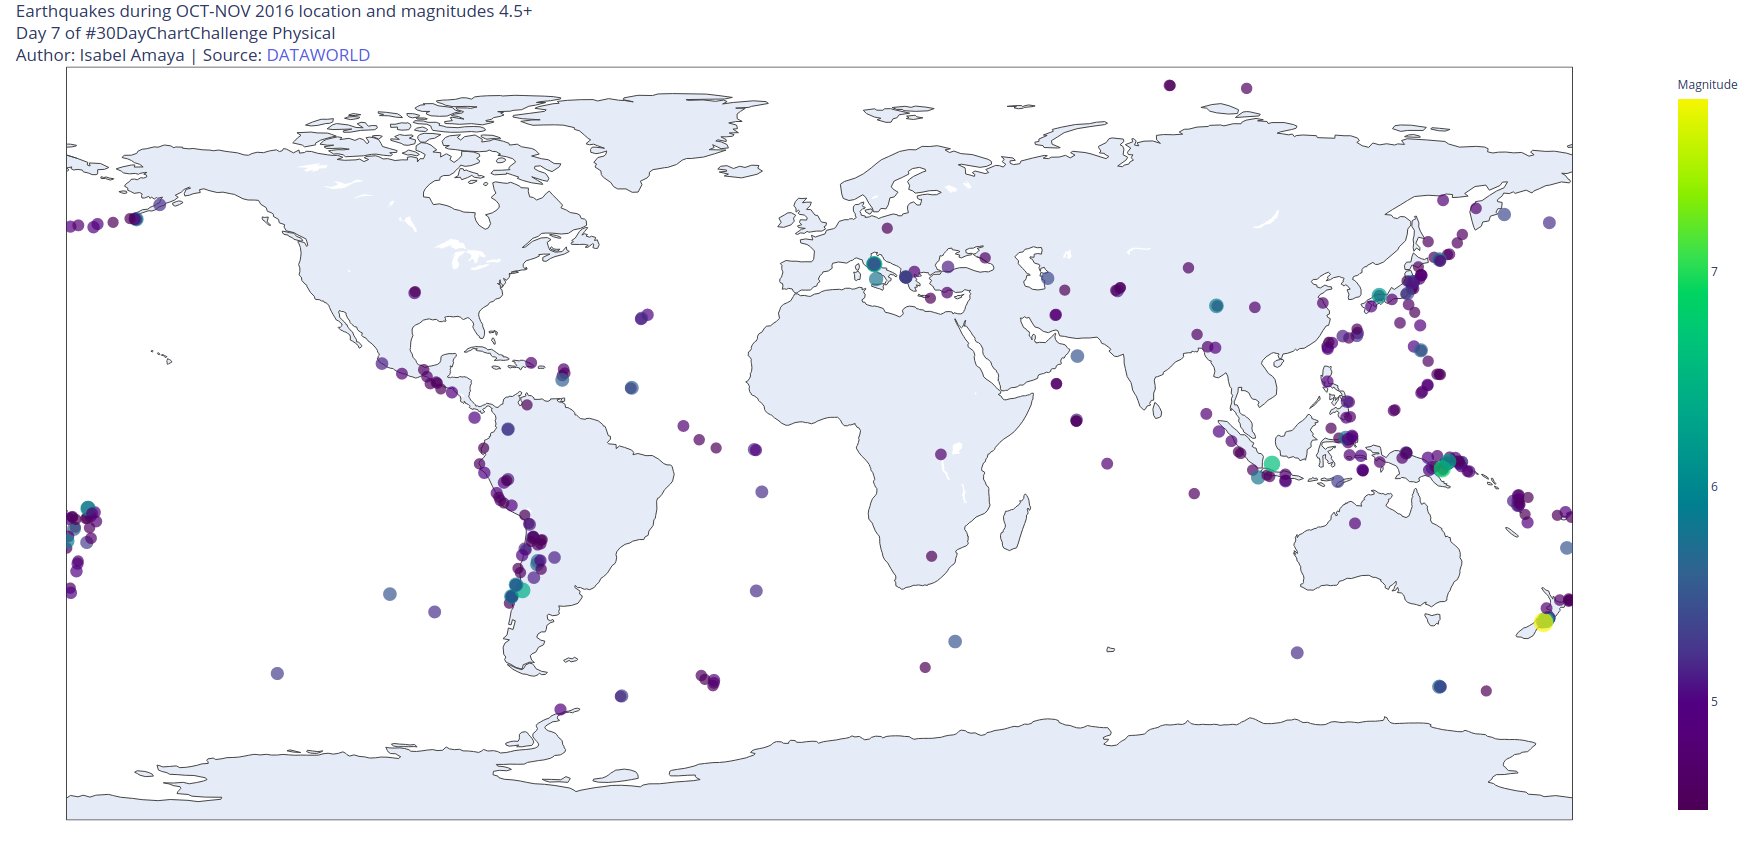 Earthquakes during OCT-NOV 2016 location and magnitudes 4.5+
Day 7 of #30DayChartChallenge Physical
Author: Isabel Amaya | Source: DATAWORLD
Magnitude
7
6
5